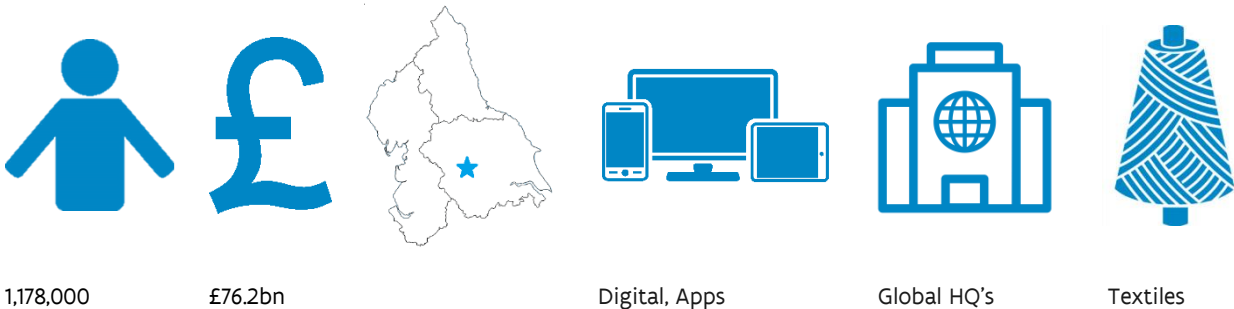 1,178,000
£76.2bn
Digital, Apps
Global HQ's
Textiles